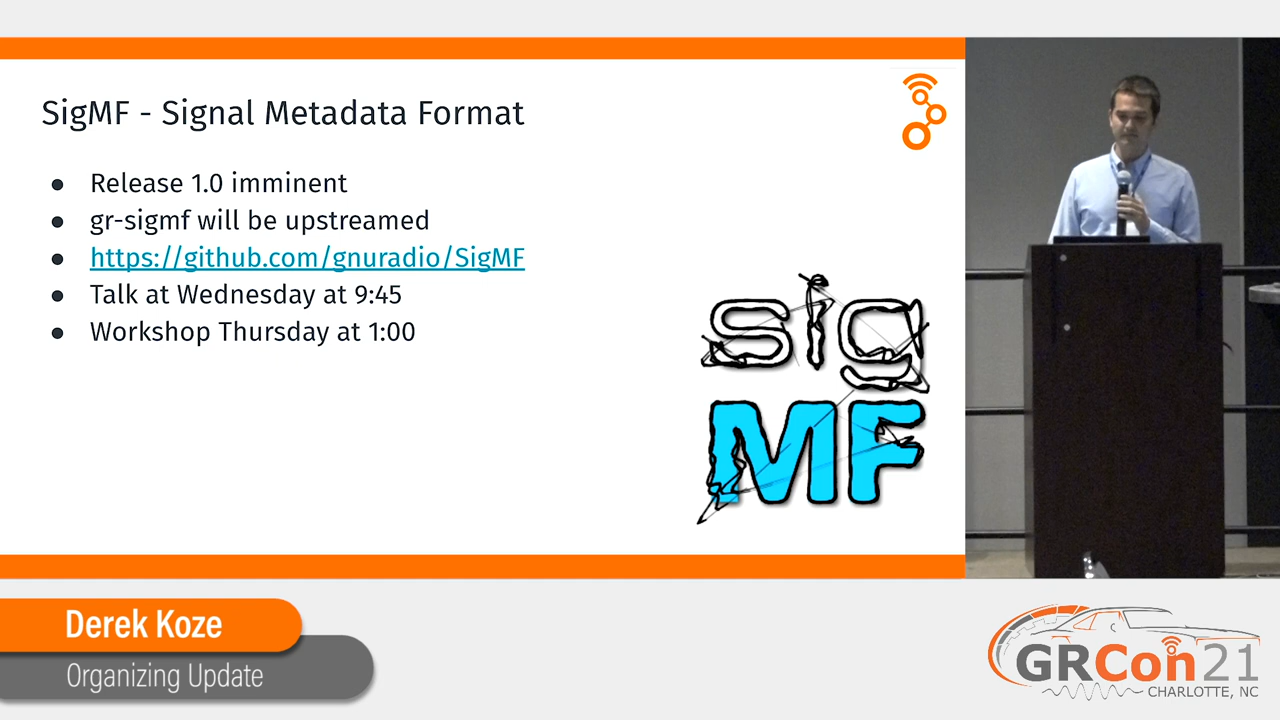 SigMF - Signal Metadata Format
● Release 1.0 imminent
● gr-sigmf will be upstreamed
● https://github.com/gnuradio/SigMF
● Talk at Wednesday at 9:45
● Workshop Thursday at 1:00
sig
MF
Derek Koze
Organizing Update
GRCon21
CHARLOTTE, NC